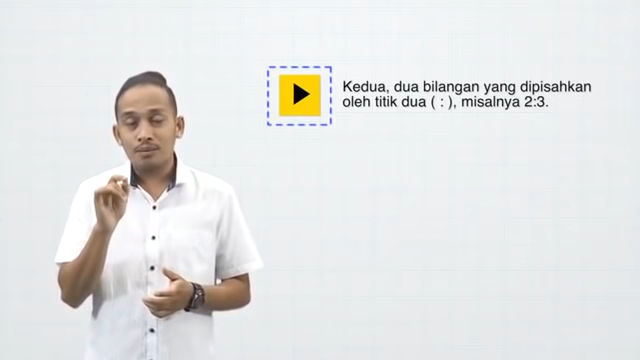 Kedua, dua bilangan yang dipisahkan
oleh titik dua ( : ), misalnya 2:3.